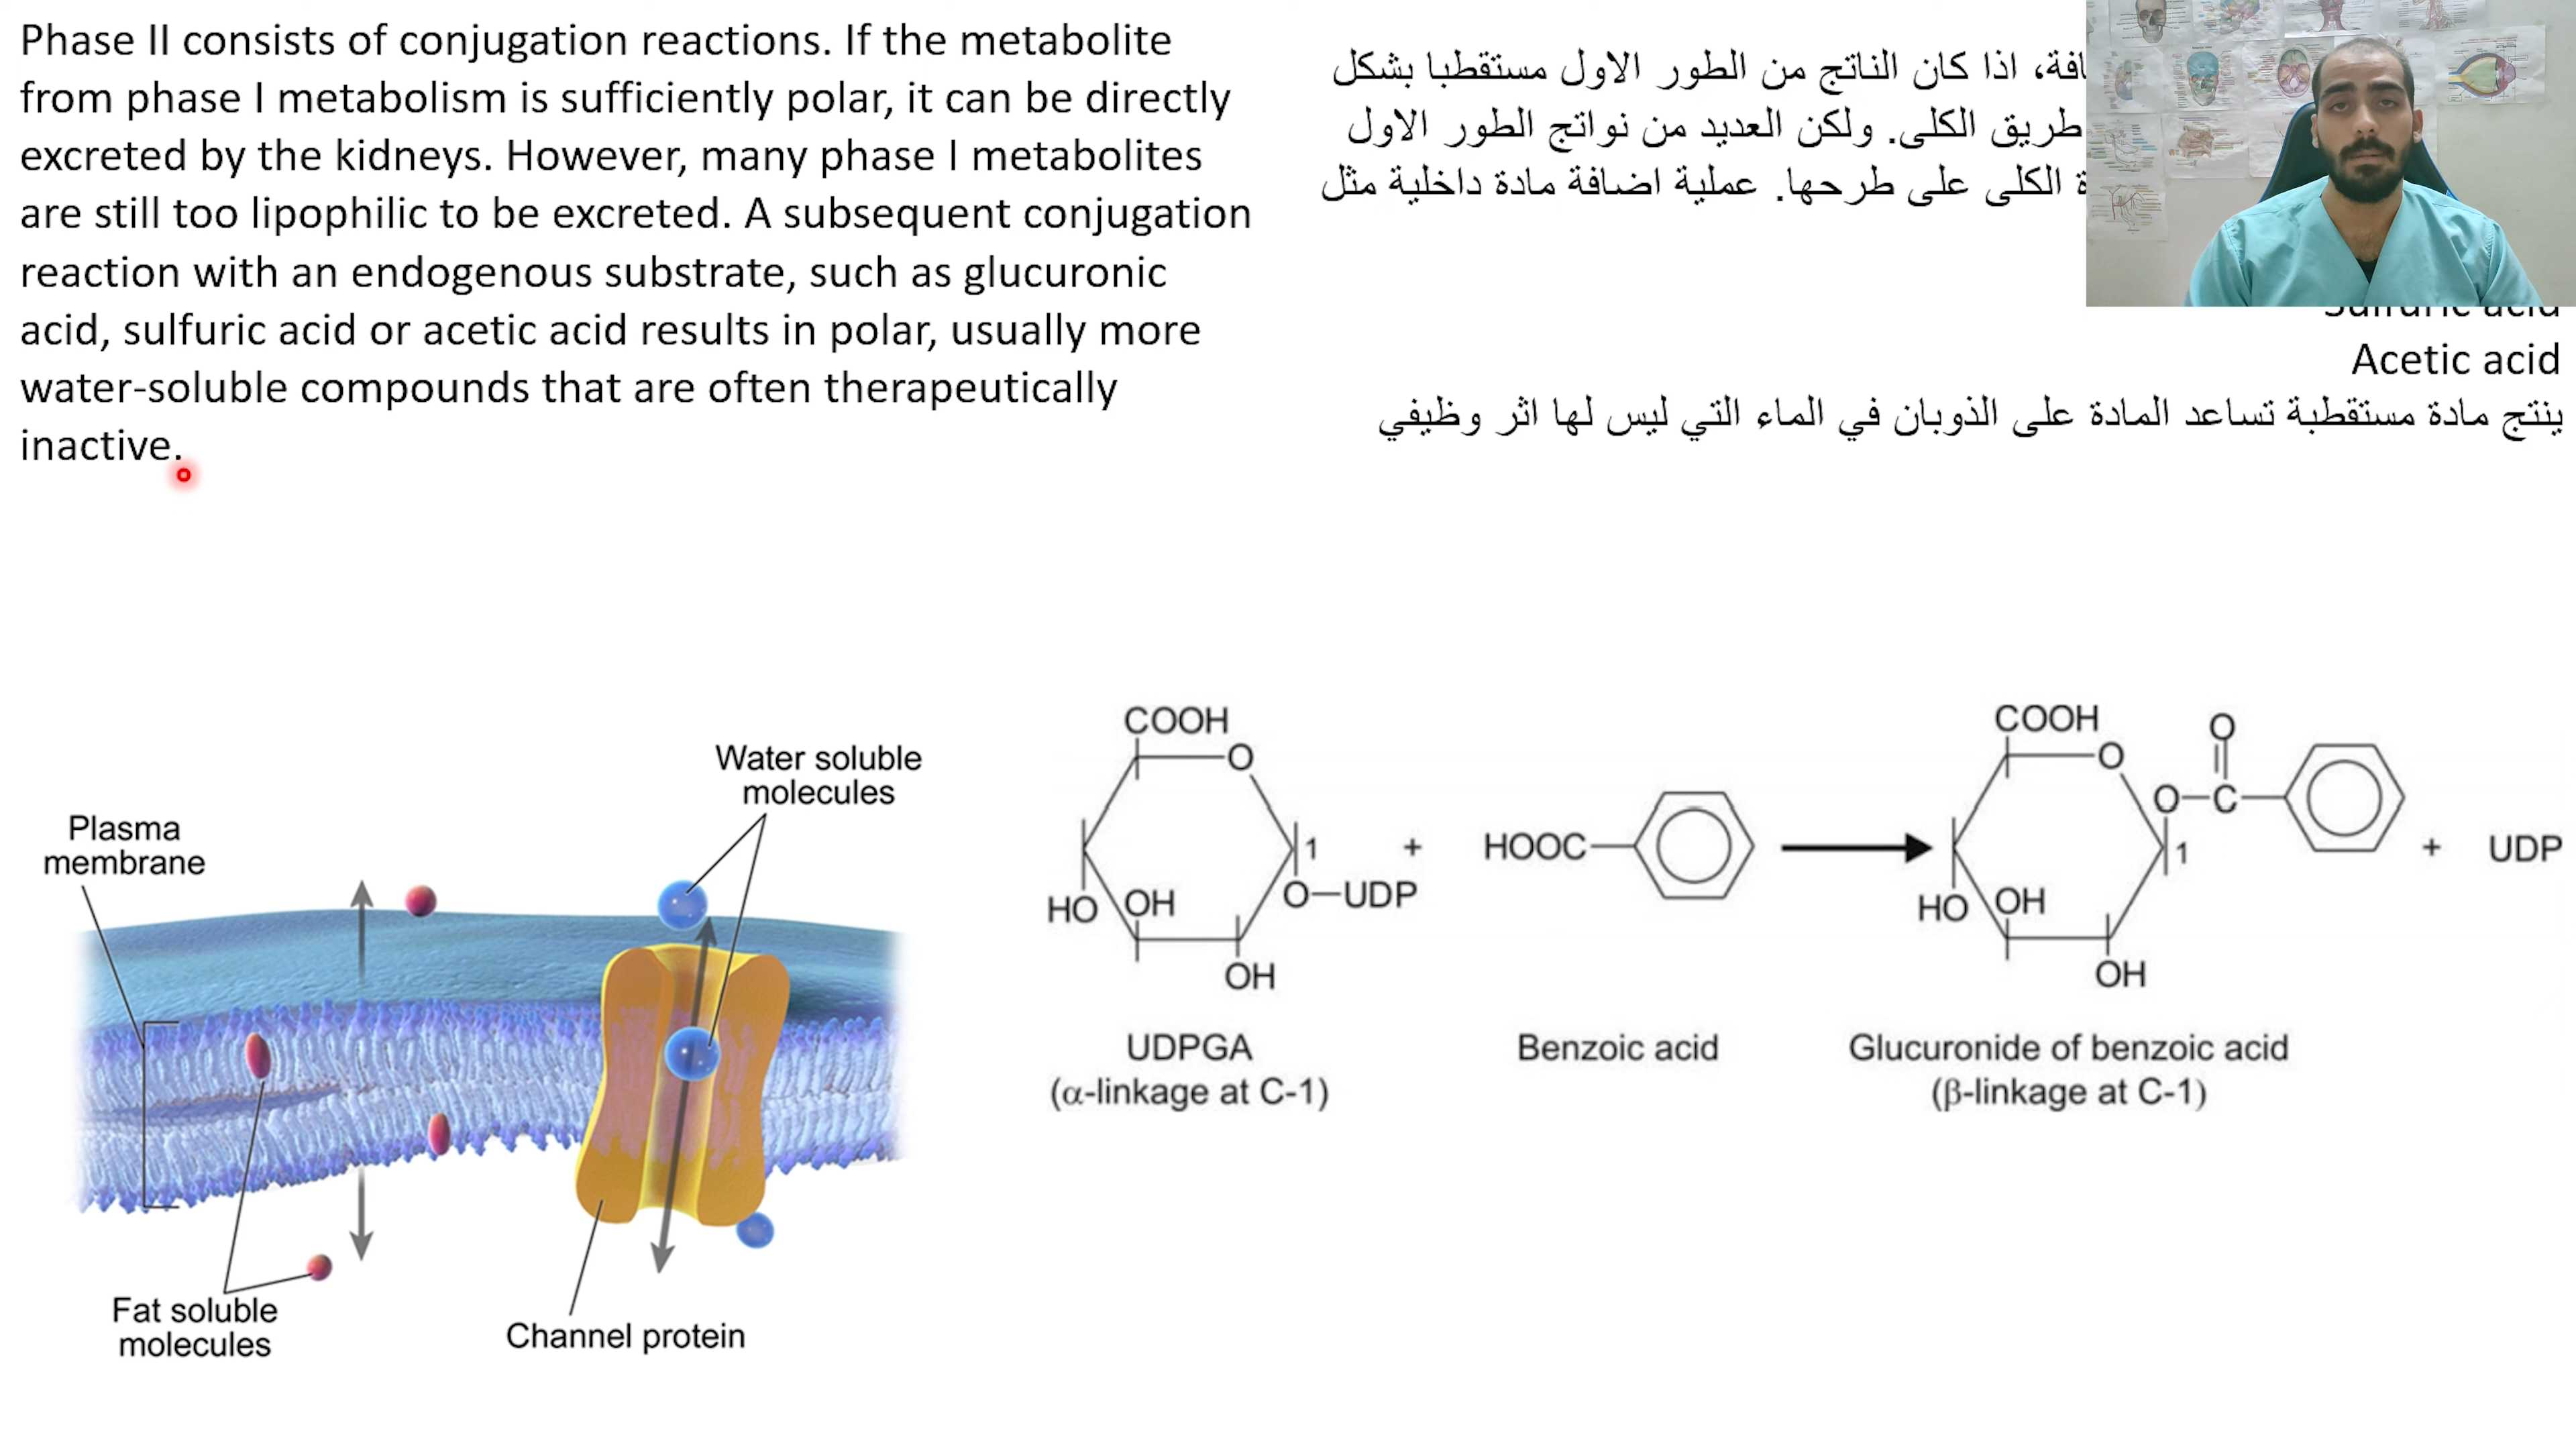 Phase II consists of conjugation reactions. If the metabolite
from phase I metabolism is sufficiently polar, it can be directly
excreted by the kidneys. However, many phase I metabolites
are still too lipophilic to be excreted. A subsequent conjugation
reaction with an endogenous substrate, such as glucuronic
acid, sulfuric acid or acetic acid results in polar, usually more
water-soluble compounds that are often therapeutically
inactive.
اذا كان الناتج من الطور الاول مستقطبا بشكل
طريق الكلى. ولكن العديد من نواتج الطور الاول
الكلى على طرحها. عملية اضافة مادة داخلية مثل
Sulfuric acid
Acetic acid
ينتج مادة مستقطبة تساعد المادة على الذوبان في الماء التي ليس لها اثر وظيفي
Water soluble
molecules
Plasma
membrane
Fat soluble
molecules
Channel protein
COOH
O
1
O—UDP
HO
OH
OH
UDPGA
(α-linkage at C-1)
+
HOOC
Benzoic acid
COOH
O
O
O—C
1
HO
OH
OH
Glucuronide of benzoic acid
(β-linkage at C-1)
+ UDP